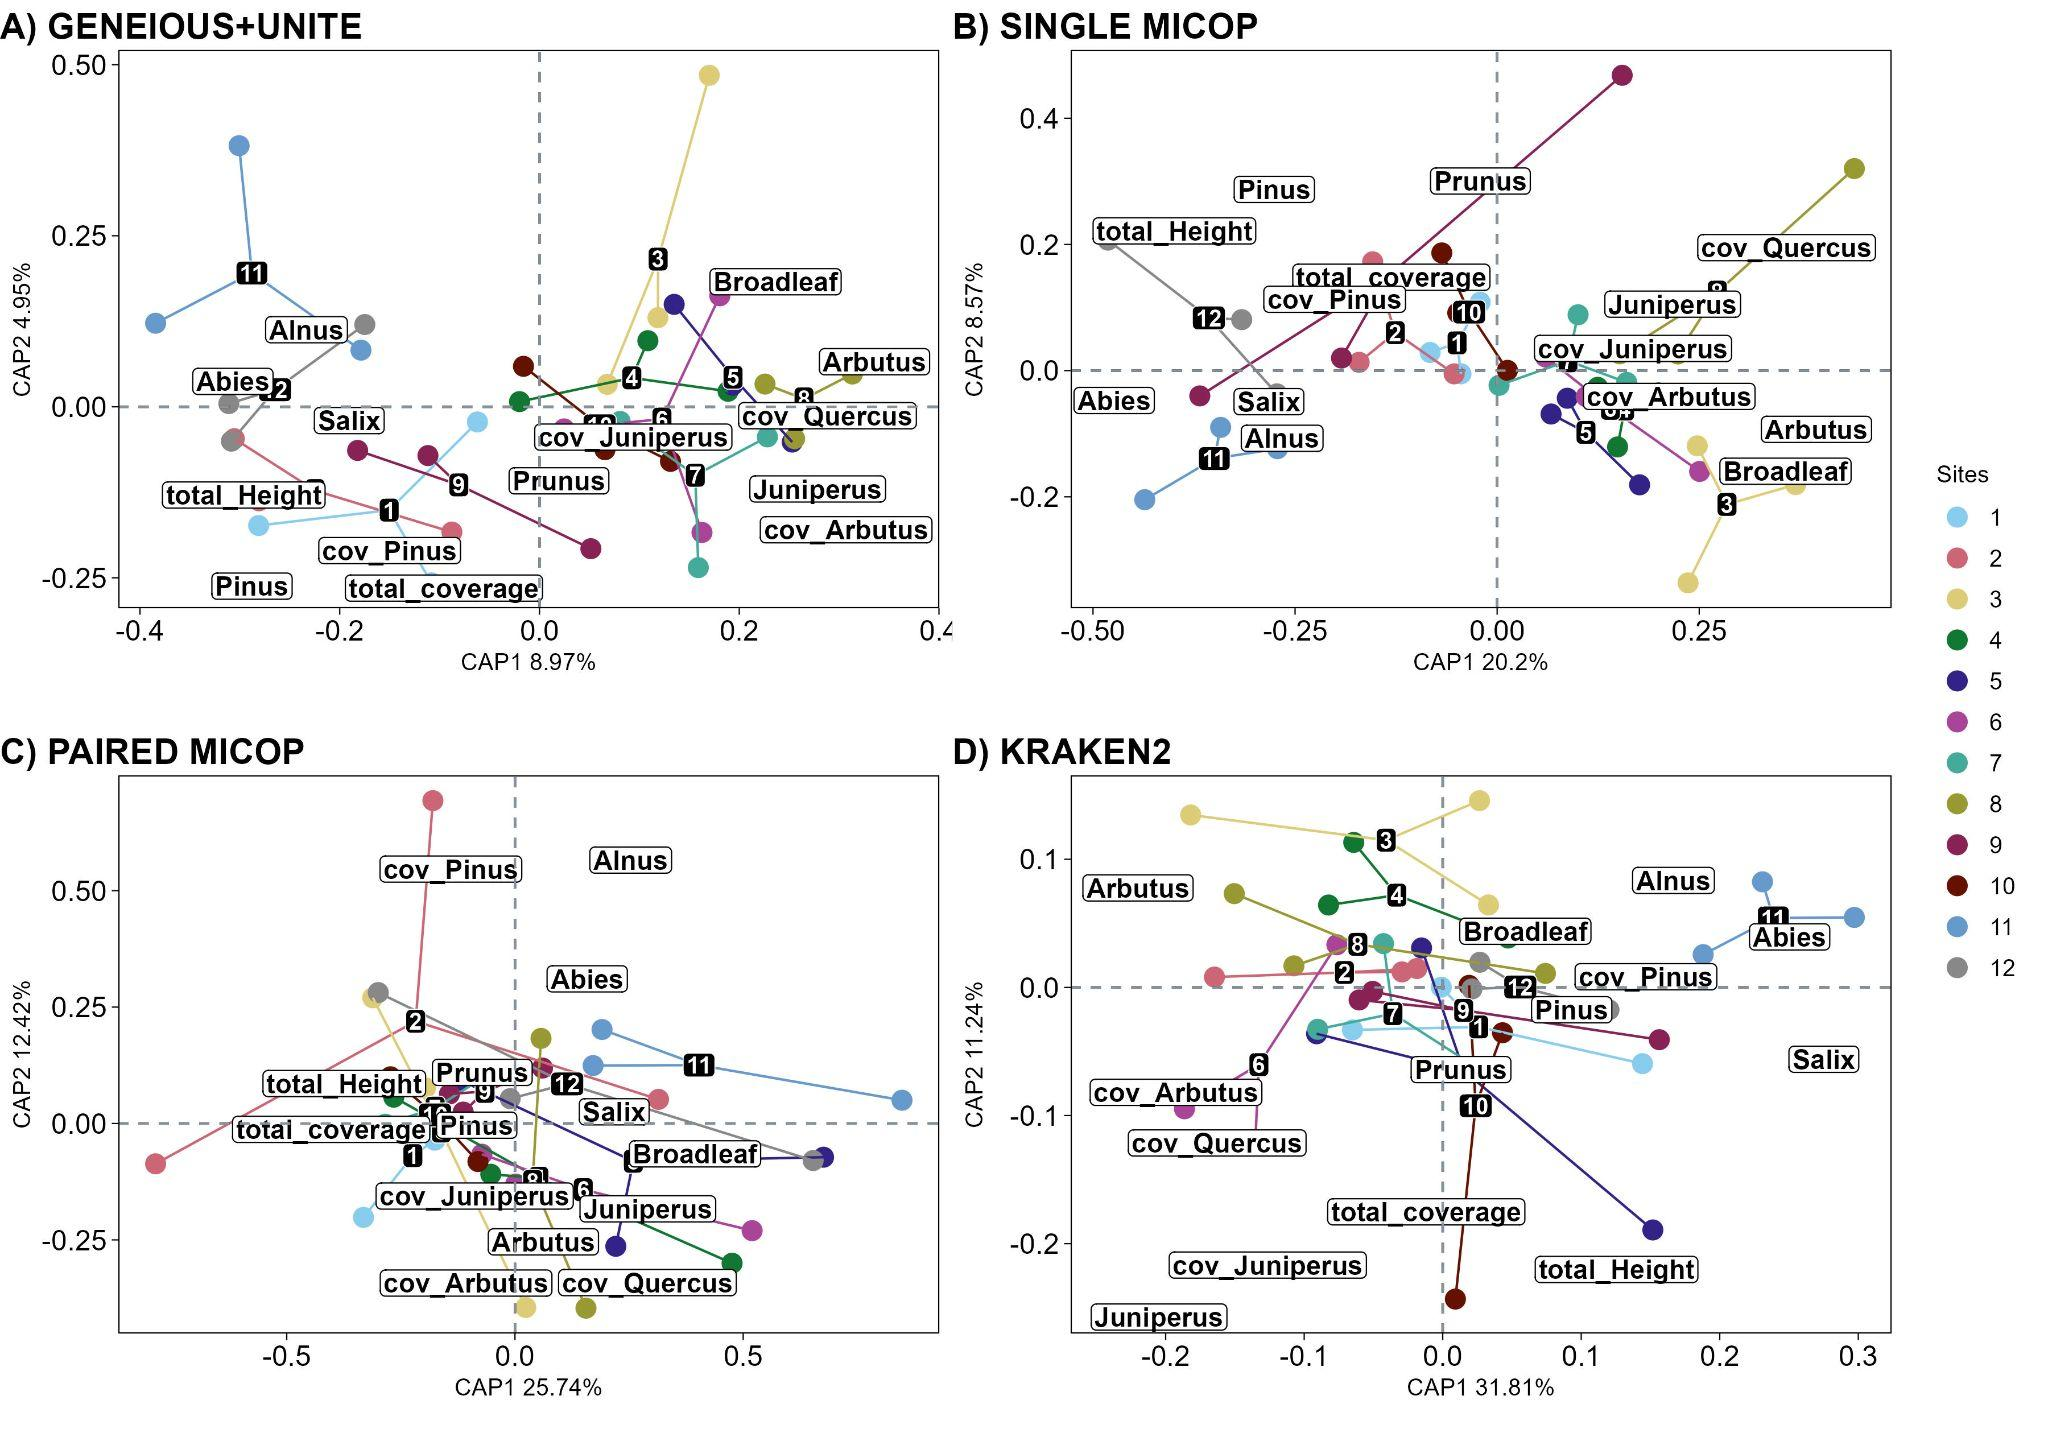 A) GENEIOUS+UNITE
0.50
0.25
0.00
-0.25
CAP2 4.95%
11
3
Broadleaf
Alnus
Arbutus
Abies
12
4
5
8
Salix
10
6
cov_Quercus
cov_Juniperus
9
Prunus
7
Juniperus
total_Height
1
cov_Arbutus
cov_Pinus
Pinus
total_coverage
-0.4
-0.2
0.0
0.2
0.4
CAP1 8.97%
B) SINGLE MICOP
0.4
0.2
0.0
-0.2
CAP2 8.57%
Pinus
Prunus
total_Height
cov_Quercus
total_coverage
8
cov_Pinus
Juniperus
12
10
2
1
cov_Juniperus
7
Abies
Salix
cov_Arbutus
Alnus
5
Arbutus
11
Broadleaf
3
-0.50
-0.25
0.00
0.25
CAP1 20.2%
C) PAIRED MICOP
0.50
0.25
0.00
-0.25
CAP2 12.42%
cov_Pinus
Alnus
Abies
2
11
Prunus
total_Height
9
12
10
Salix
total_coverage
Pinus
1
Broadleaf
8
6
cov_Juniperus
Juniperus
Arbutus
cov_Arbutus
cov_Quercus
-0.5
0.0
0.5
CAP1 25.74%
D) KRAKEN2
0.1
0.0
-0.1
-0.2
CAP2 11.24%
3
Arbutus
4
Alnus
11
Broadleaf
Abies
8
2
cov_Pinus
12
7
9
Pinus
1
6
Prunus
Salix
cov_Arbutus
10
cov_Quercus
total_coverage
cov_Juniperus
total_Height
Juniperus
-0.2
-0.1
0.0
0.1
0.2
0.3
CAP1 31.81%
Sites
1
2
3
4
5
6
7
8
9
10
11
12